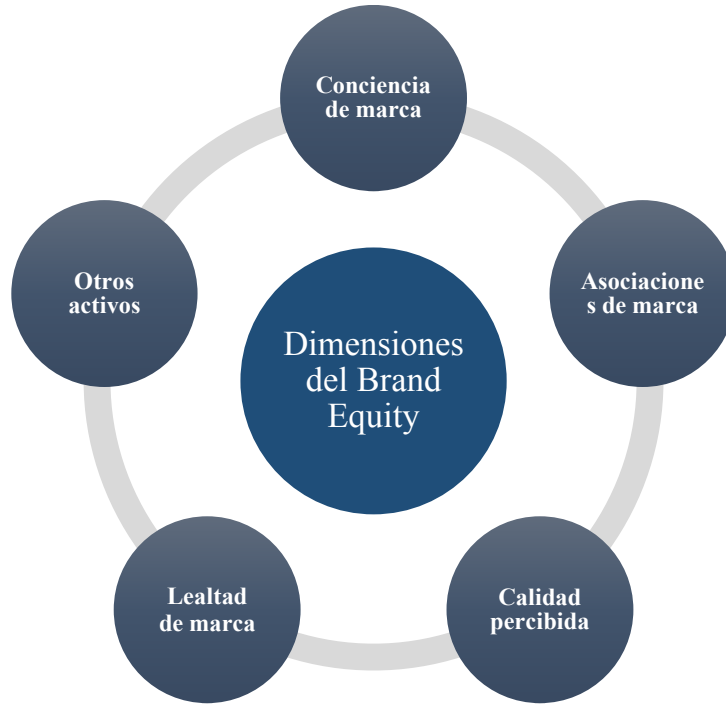 Conciencia
de marca
Otros
activos
Asociacione
s de marca
Dimensiones
del Brand
Equity
Lealtad
de marca
Calidad
percibida